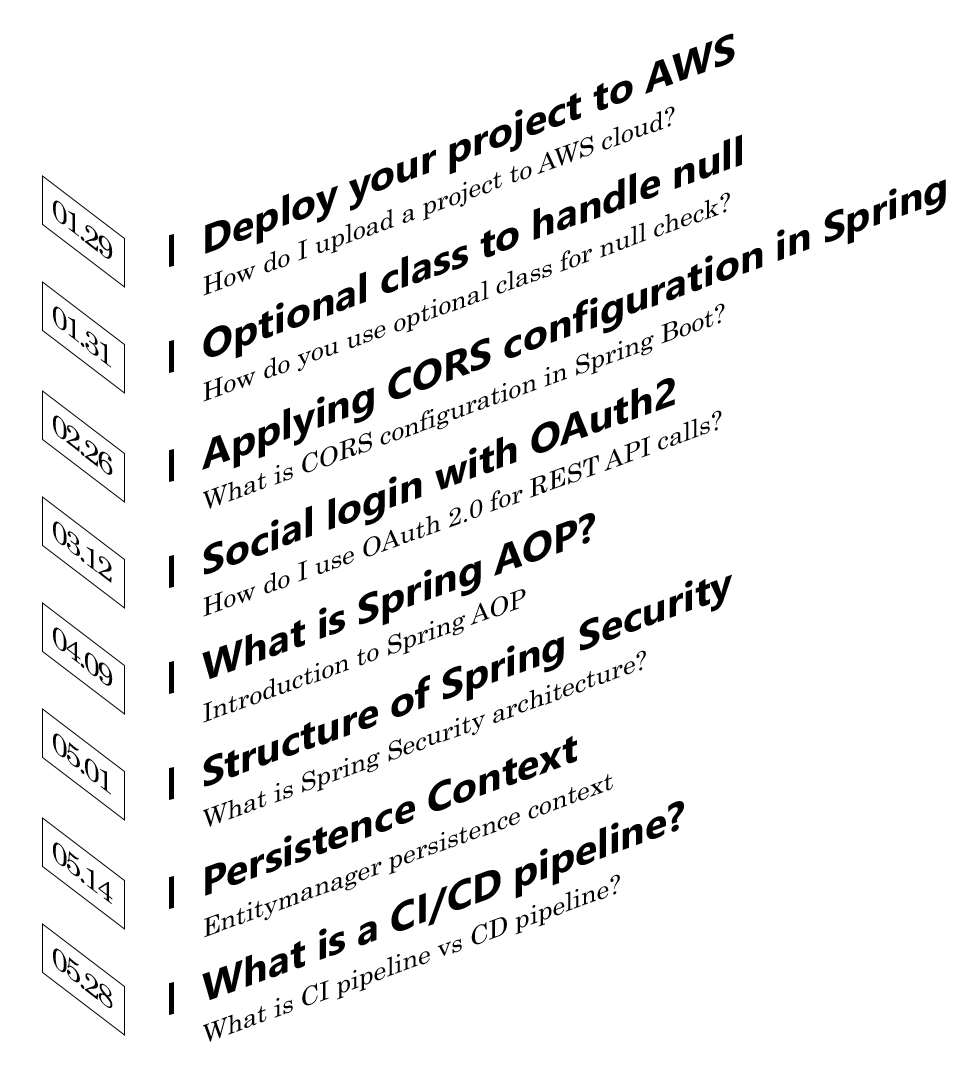 01.29
Deploy your project to AWS
How do I upload a project to AWS cloud?
01.31
Optional class to handle null
How do you use optional class for null check?
02.26
Applying CORS configuration in Spring
What is CORS configuration in Spring Boot?
03.12
Social login with OAuth2
How do I use OAuth 2.0 for REST API calls?
04.09
What is Spring AOP?
Introduction to Spring AOP
05.01
Structure of Spring Security
What is Spring Security architecture?
05.14
Persistence Context
Entitymanager persistence context
05.28
What is a CI/CD pipeline?
What is CI pipeline vs CD pipeline?